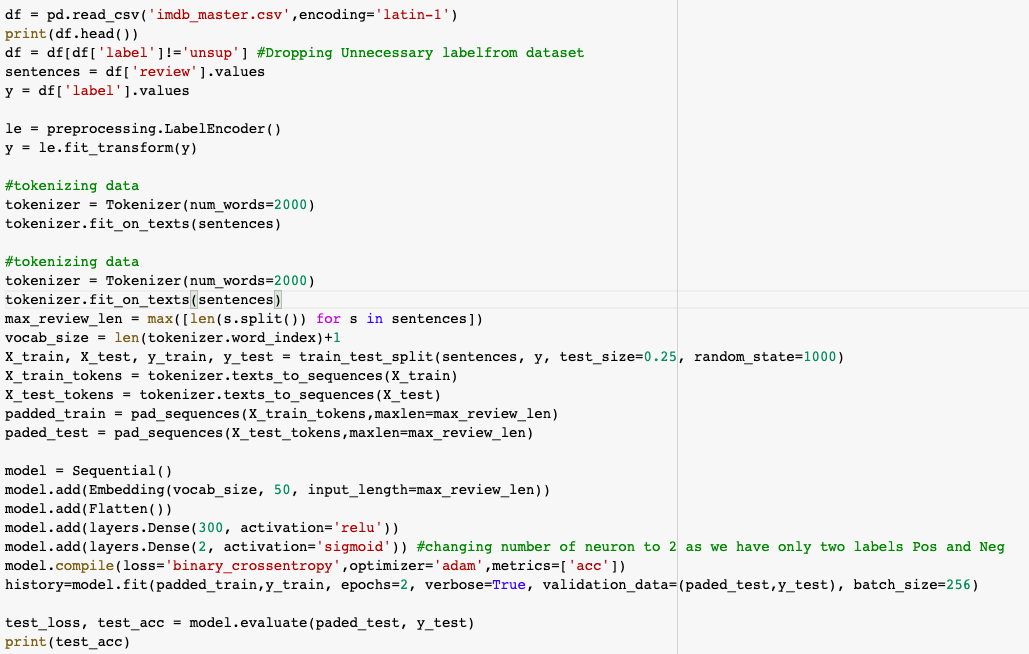 df = pd.read_csv('imdb_master.csv',encoding='latin-1')
print(df.head())
df = df[df['label']!='unsup'] #Dropping Unnecessary labelfrom dataset
sentences = df['review'].values
y = df['label'].values
le = preprocessing.LabelEncoder()
y = le.fit_transform(y)
#tokenizing data
tokenizer = Tokenizer(num_words=2000)
tokenizer.fit_on_texts(sentences)
#tokenizing data
tokenizer = Tokenizer(num_words=2000)
tokenizer.fit_on_texts(sentences)
max_review_len = max([len(s.split()) for s in sentences])
vocab_size = len(tokenizer.word_index)+1
X_train, X_test, y_train, y_test = train_test_split(sentences, y, test_size=0.25, random_state=1000)
X_train_tokens = tokenizer.texts_to_sequences(X_train)
X_test_tokens = tokenizer.texts_to_sequences(X_test)
padded_train = pad_sequences(X_train_tokens,maxlen=max_review_len)
paded_test = pad_sequences(X_test_tokens,maxlen=max_review_len)
model = Sequential()
model.add(Embedding(vocab_size, 50, input_length=max_review_len))
model.add(Flatten())
model.add(layers.Dense(300, activation='relu'))
model.add(layers.Dense(2, activation='sigmoid')) #changing number of neuron to 2 as we have only two labels Pos and Neg
model.compile(loss='binary_crossentropy',optimizer='adam',metrics=['acc'])
history=model.fit(padded_train,y_train, epochs=2, verbose=True, validation_data=(paded_test,y_test), batch_size=256)
test_loss, test_acc = model.evaluate(paded_test, y_test)
print(test_acc)